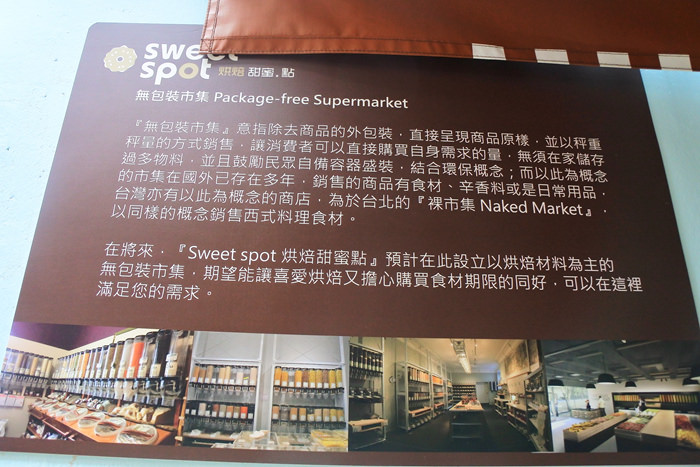 sweet
spot 烘焙 甜蜜.點
無包裝市集 Package-free Supermarket
『無包裝市集』意指除去商品的外包裝，直接呈現商品原樣，並以秤重
秤量的方式銷售，讓消費者可以直接購買自身需求的量，無須在家儲存
過多物料，並且鼓勵民眾自備容器盛裝，結合環保概念；而以此為概念
的市集在國外已存在多年，銷售的商品有食材、辛香料或是日常用品，
台灣亦有以此為概念的商店，為於台北的『裸市集 Naked Market』，
以同樣的概念銷售西式料理食材。
在將來，『Sweet spot 烘焙甜蜜點』預計在此設立以烘焙材料為主的
無包裝市集，期望能讓喜愛烘焙又擔心購買食材期限的同好，可以在這裡
滿足您的需求。